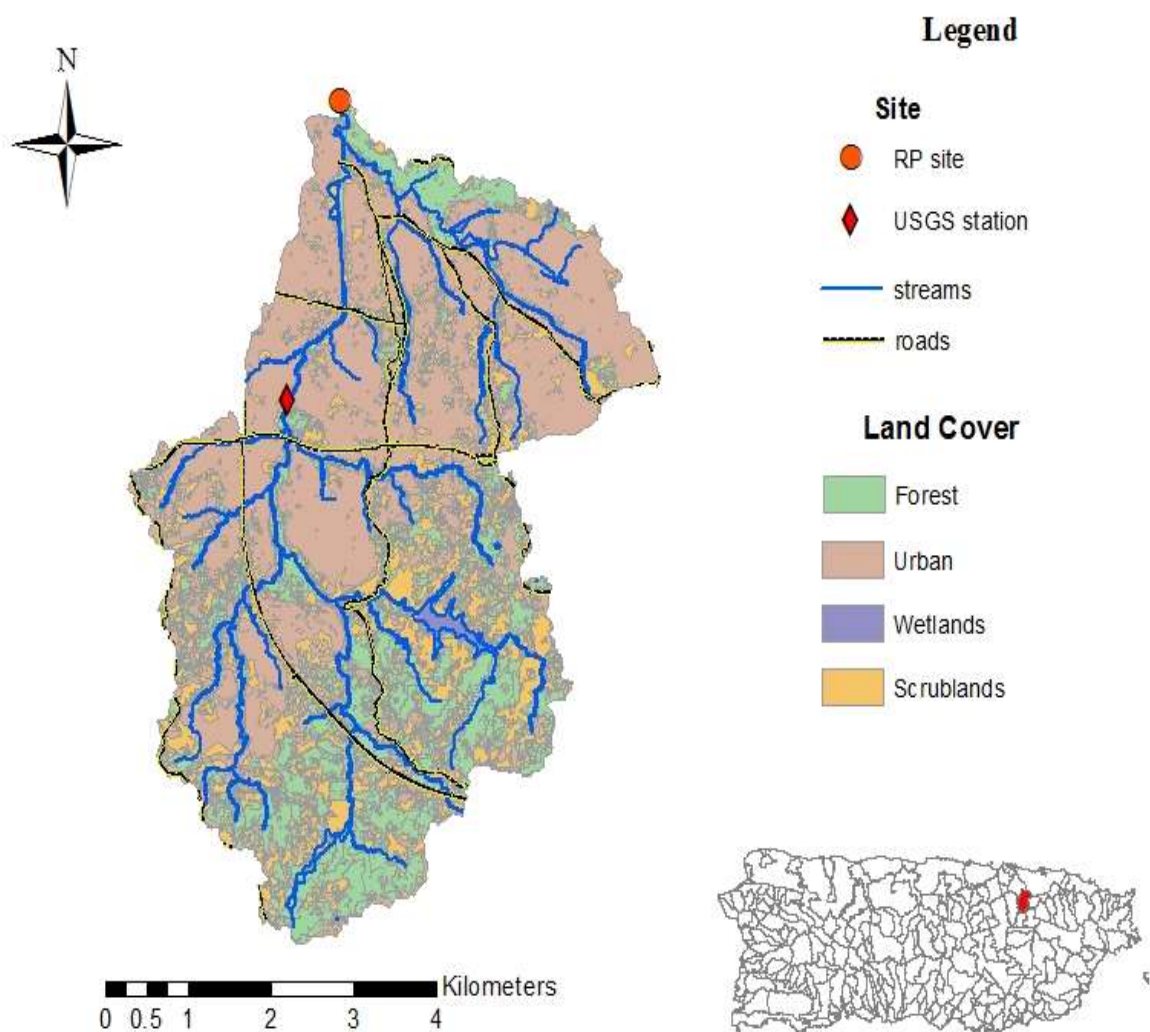 Legend
N
Site
RP site
USGS station
streams
roads
Land Cover
Forest
Urban
Wetlands
Scrublands
Kilometers
0 0.5 1 2 3 4